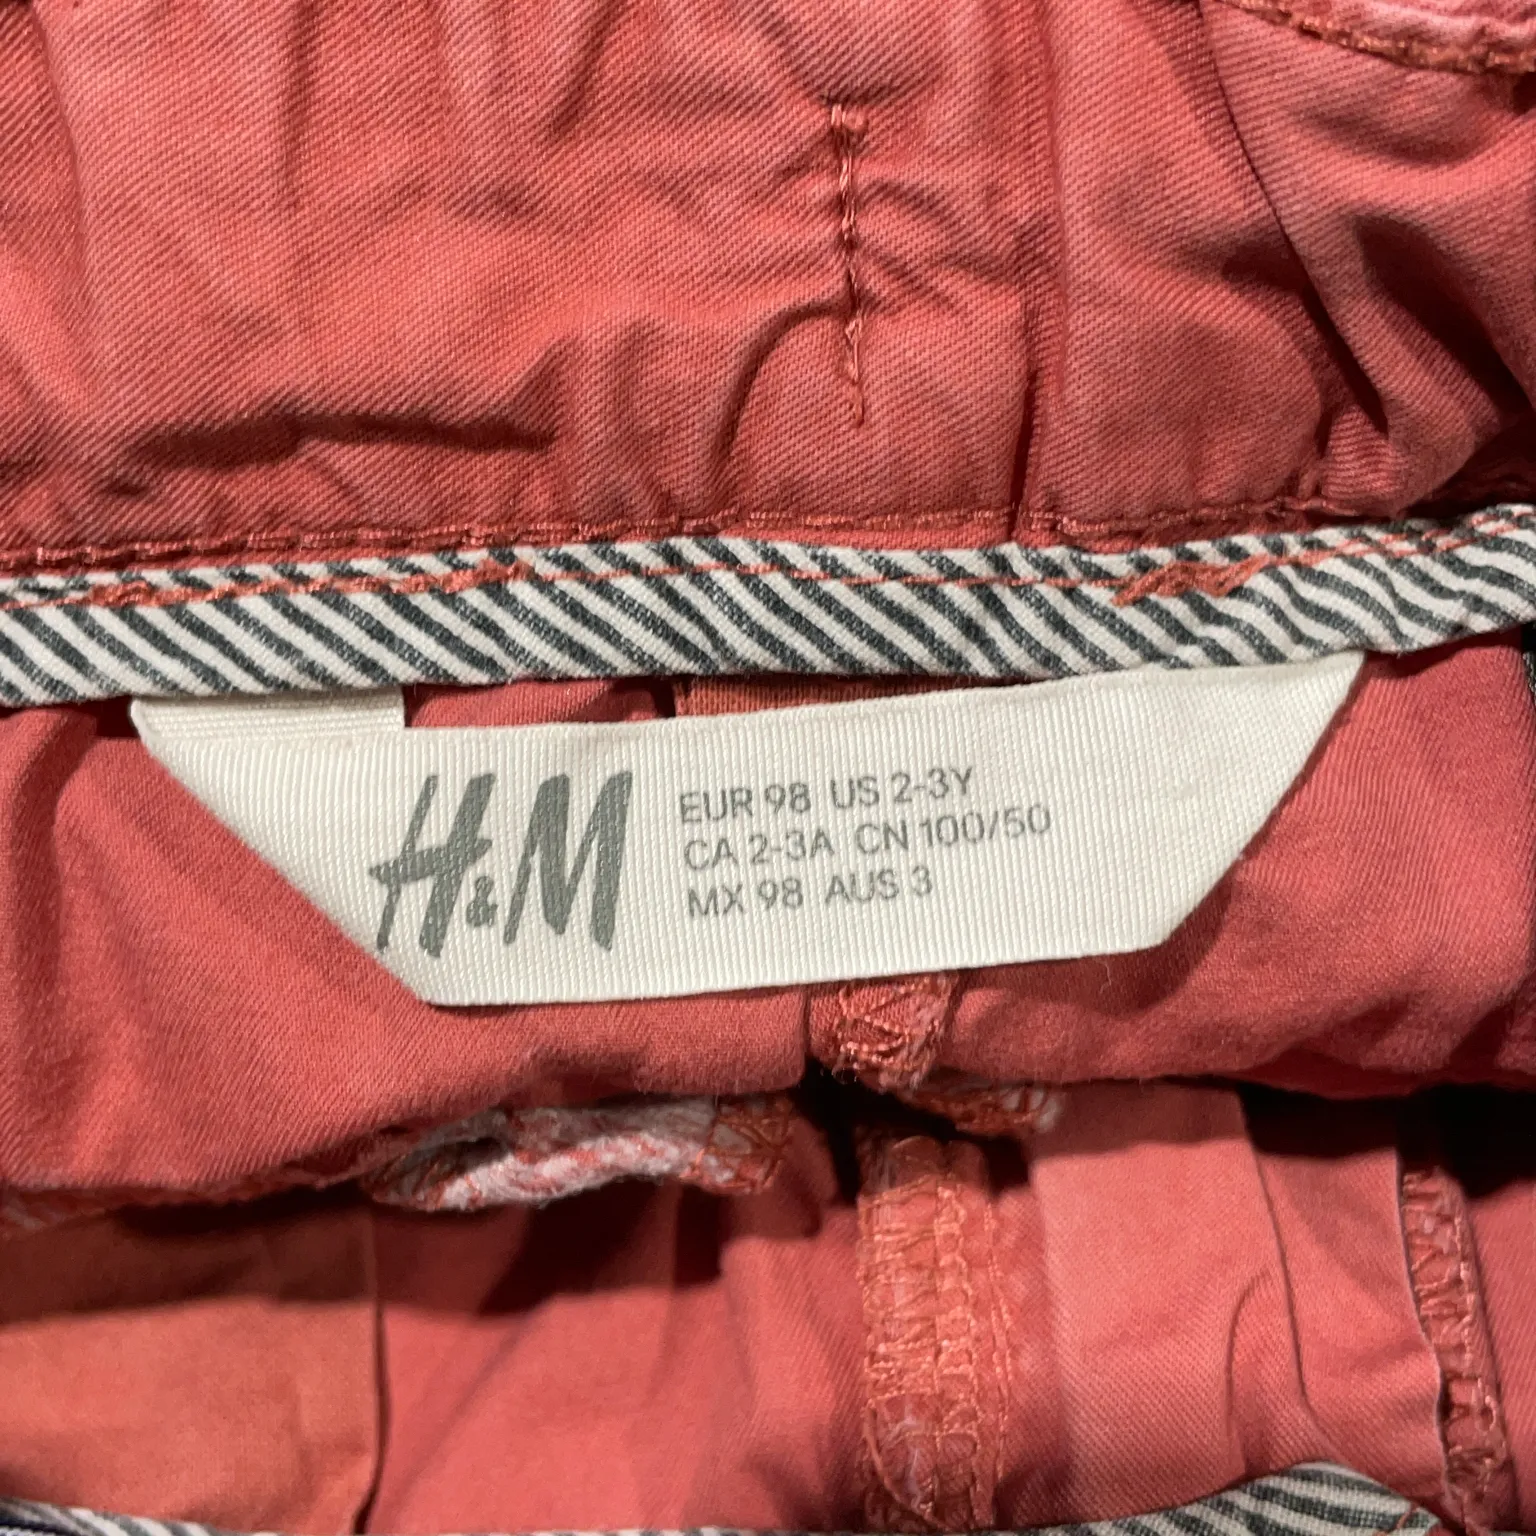 H&M
EUR 98 US 2-3Y
CA 2-3A CN 100/50
MX 98 AUS 3